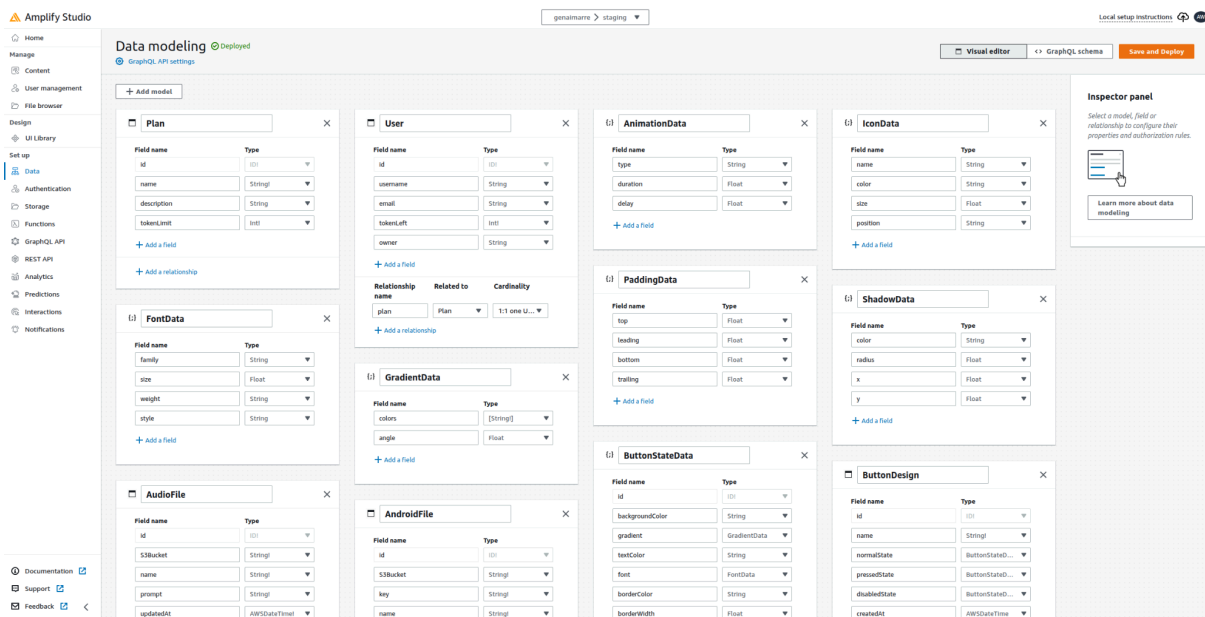 Amplify Studio
genaimarre > staging
Local setup instructions
AW
Home
Manage
Content
User management
File browser
Design
UI Library
Set up
Data
Authentication
Storage
Functions
GraphQL API
REST API
Analytics
Predictions
Interactions
Notifications
Documentation
Support
Feedback
Data modeling
Deployed
GraphQL API settings
Visual editor
GraphQL schema
Save and Deploy
+ Add model
Plan
Field name Type
id ID!
name String!
description String!
tokenLimit Int!
+ Add a field
+ Add a relationship
FontData
Field name Type
family String
size Float
weight String
style String
+ Add a field
AudioFile
Field name Type
id ID!
S3Bucket String!
name String!
prompt String!
updatedAt AWSDateTime!
User
Field name Type
id ID!
username String
email String
tokenLeft Int!
owner String
+ Add a field
Relationship name Related to Cardinality
plan Plan 1:1 one U...
+ Add a relationship
GradientData
Field name Type
colors [String!]
angle Float
+ Add a field
AndroidFile
Field name Type
id ID!
S3Bucket String!
key String!
name String!
{;} AnimationData
Field name Type
type String
duration Float
delay Float
+ Add a field
{;} PaddingData
Field name Type
top Float
leading Float
bottom Float
trailing Float
+ Add a field
{;} ButtonStateData
Field name Type
id ID!
backgroundColor String
gradient GradientData
textColor String
font FontData
borderColor String
borderWidth Float
{;} IconData
Field name Type
name String
color String
size Float
position String
+ Add a field
{;} ShadowData
Field name Type
color String
radius Float
x Float
y Float
+ Add a field
ButtonDesign
Field name Type
id ID!
name String!
normalState ButtonStateD...
pressedState ButtonStateD...
disabledState ButtonStateD...
createdAt AWSDateTime
Inspector panel
Select a model, field or
relationship to configure their
properties and authorization rules.
Learn more about data
modeling